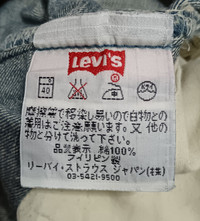 Levi's
40
摩擦等で移染し易いので白物との
着用はご注意願います。又、他の
物と分けて洗って下さい。
品質表示 綿100%
フィリピン製
リーバイ・ストラウス ジャパン(株)
03-5421-9500